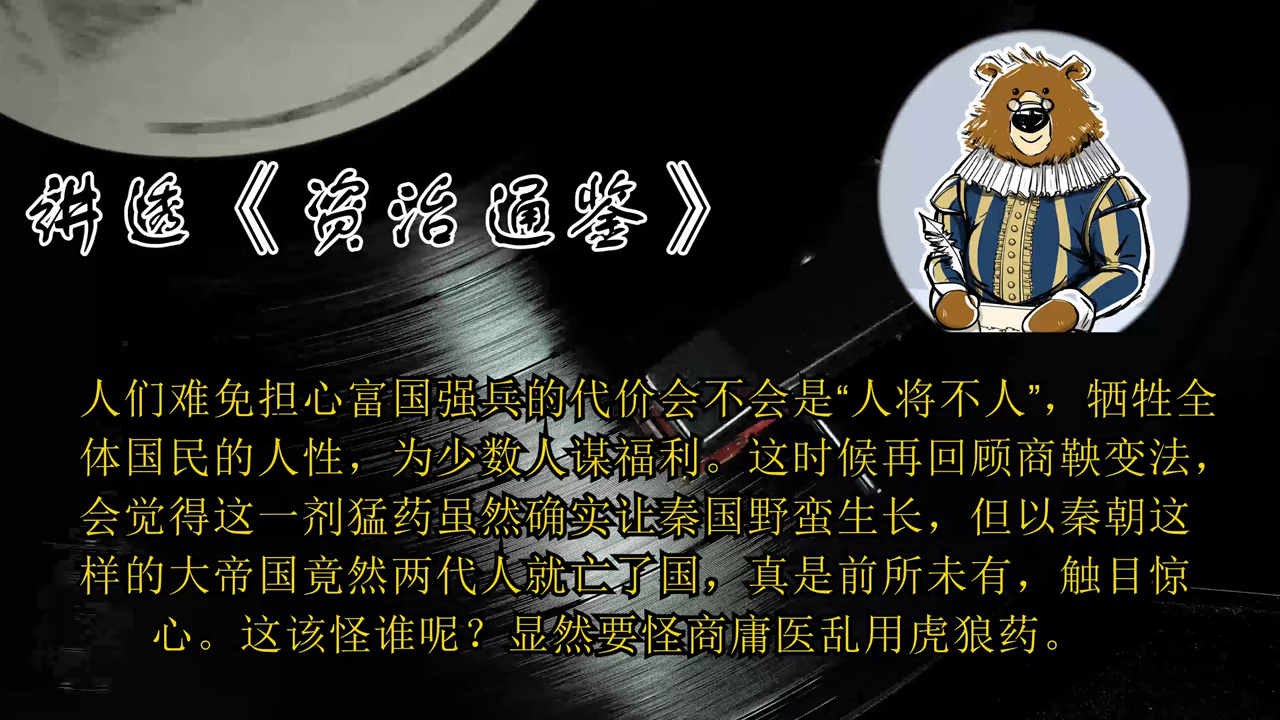 讲透《资治通鉴》
人们难免担心富国强兵的代价会不会是“人将不人”，牺牲全
体国民的人性，为少数人谋福利。这时候再回顾商鞅变法，
会觉得这一剂猛药虽然确实让秦国野蛮生长，但以秦朝这
样的大帝国竟然两代人就亡了国，真是前所未有，触目惊
心。这该怪谁呢？显然要怪商庸医乱用虎狼药。